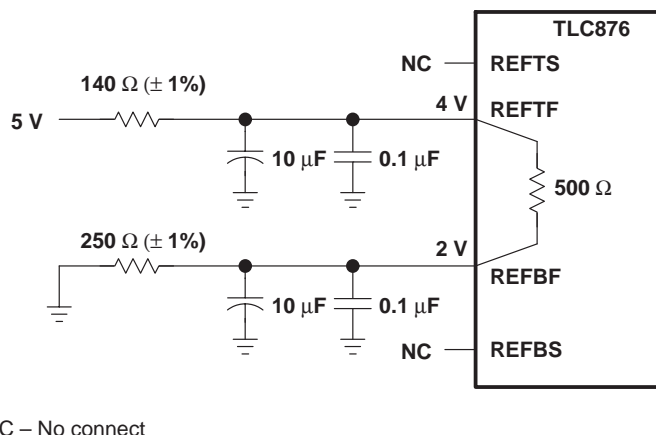 TLC876
NC
REFTS
140 Ω (± 1%)
4 V
REFTF
5 V
10 μF
0.1 μF
500 Ω
250 Ω (± 1%)
2 V
REFBF
10 μF
0.1 μF
NC
REFBS
C – No connect